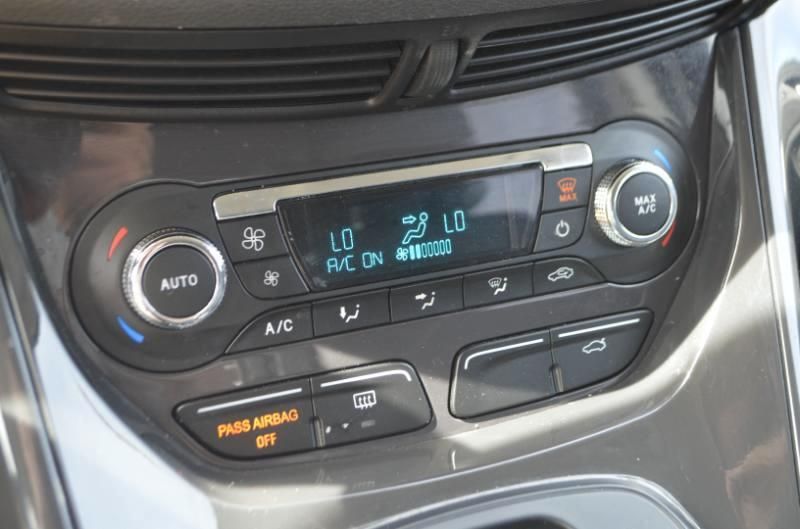 MAX
MAX
A/C
LO
LO
A/C ON
AUTO
A/C
PASS AIRBAG
OFF